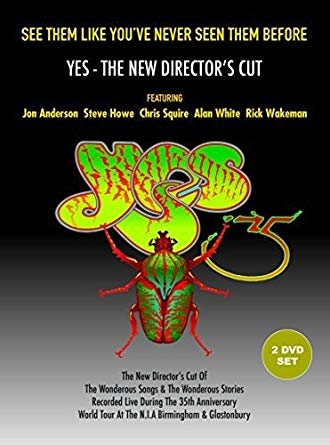 SEE THEM LIKE YOU'VE NEVER SEEN THEM BEFORE
YES - THE NEW DIRECTOR'S CUT
FEATURING
Jon Anderson Steve Howe Chris Squire Alan White Rick Wakeman
Yes
35
2 DVD
SET
The New Director's Cut Of
The Wonderous Songs & The Wonderous Stories
Recorded Live During The 35th Anniversary
World Tour At The N.I.A Birmingham & Glastonbury